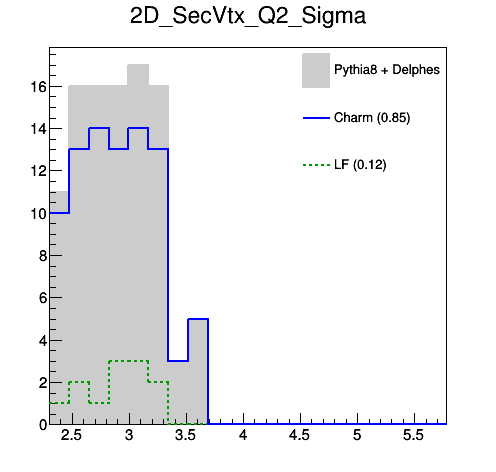 2D_SecVtx_Q2_Sigma
Pythia8 + Delphes
Charm (0.85)
LF (0.12)
16
14
12
10
8
6
4
2
0
2.5 3 3.5 4 4.5 5 5.5